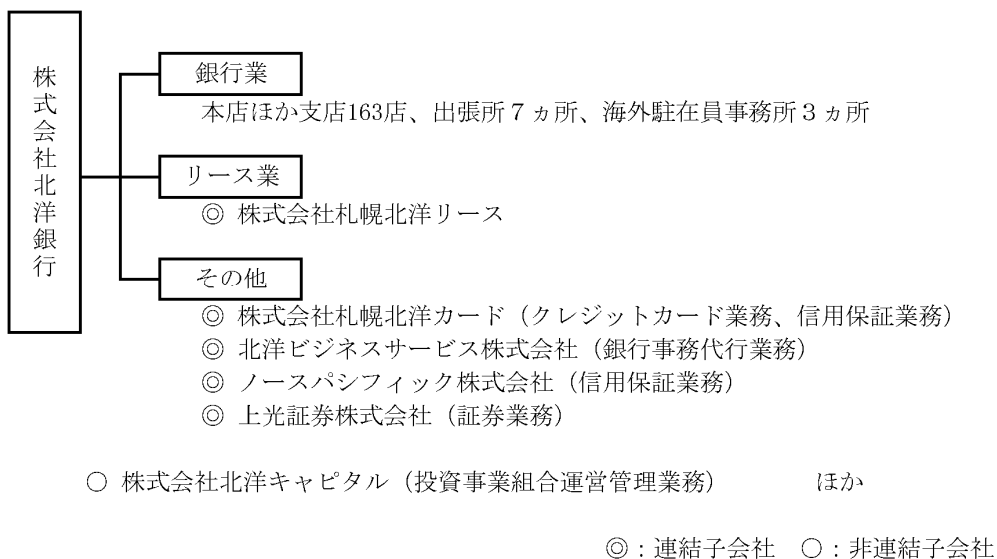 株式会社北洋銀行
銀行業
本店ほか支店163店、出張所７ヵ所、海外駐在員事務所３ヵ所
リース業
◎ 株式会社札幌北洋リース
その他
◎ 株式会社札幌北洋カード（クレジットカード業務、信用保証業務）
◎ 北洋ビジネスサービス株式会社（銀行事務代行業務）
◎ ノースパシフィック株式会社（信用保証業務）
◎ 上光証券株式会社（証券業務）
○ 株式会社北洋キャピタル（投資事業組合運営管理業務） ほか
◎：連結子会社 ○：非連結子会社